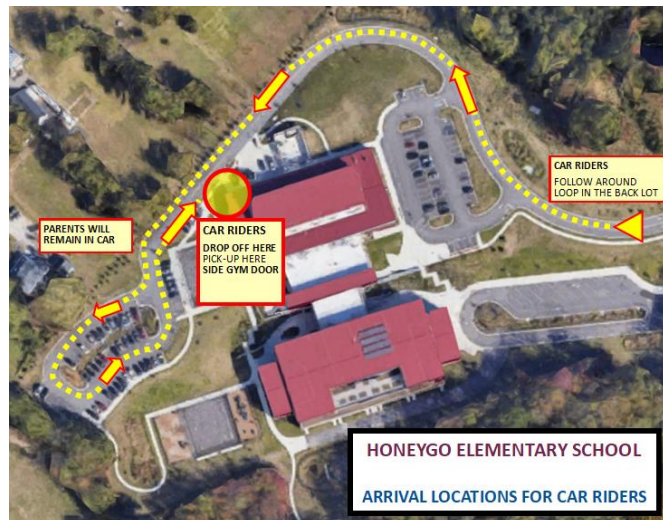 CAR RIDERS
FOLLOW AROUND
LOOP IN THE BACK LOT
PARENTS WILL
REMAIN IN CAR
CAR RIDERS
DROP OFF HERE
PICK-UP HERE
SIDE GYM DOOR
HONEYGO ELEMENTARY SCHOOL
ARRIVAL LOCATIONS FOR CAR RIDERS